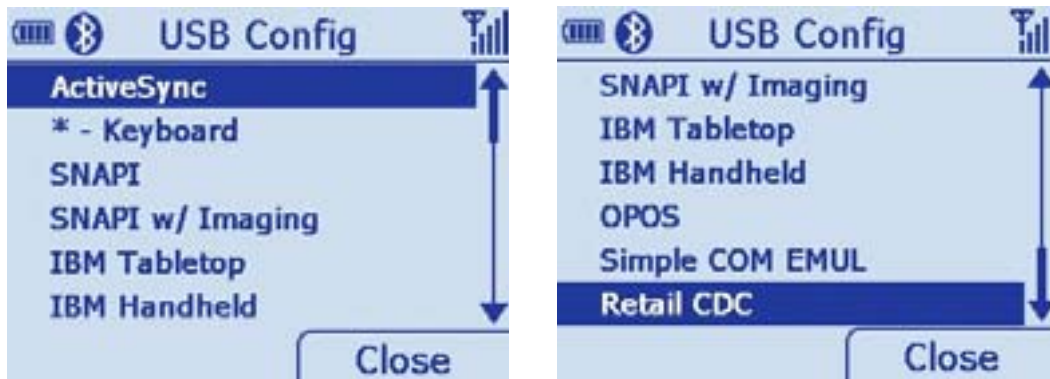 USB Config
ActiveSync
* - Keyboard
SNAPI
SNAPI w/ Imaging
IBM Tabletop
IBM Handheld
Close
USB Config
SNAPI w/ Imaging
IBM Tabletop
IBM Handheld
OPOS
Simple COM EMUL
Retail CDC
Close